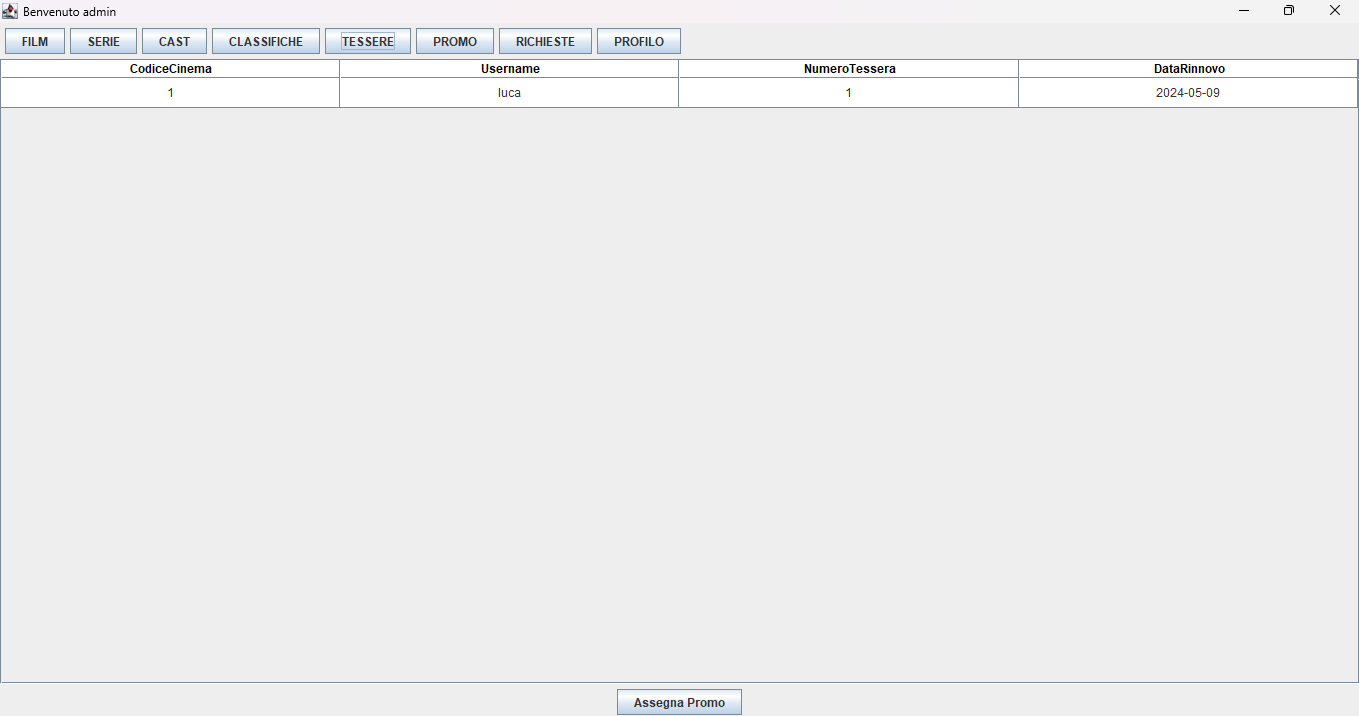 Benvenuto admin
FILM SERIE CAST CLASSIFICHE TESSERE PROMO RICHIESTE PROFILO
CodiceCinema Username NumeroTessera DataRinnovo
1 luca 1 2024-05-09
Assegna Promo